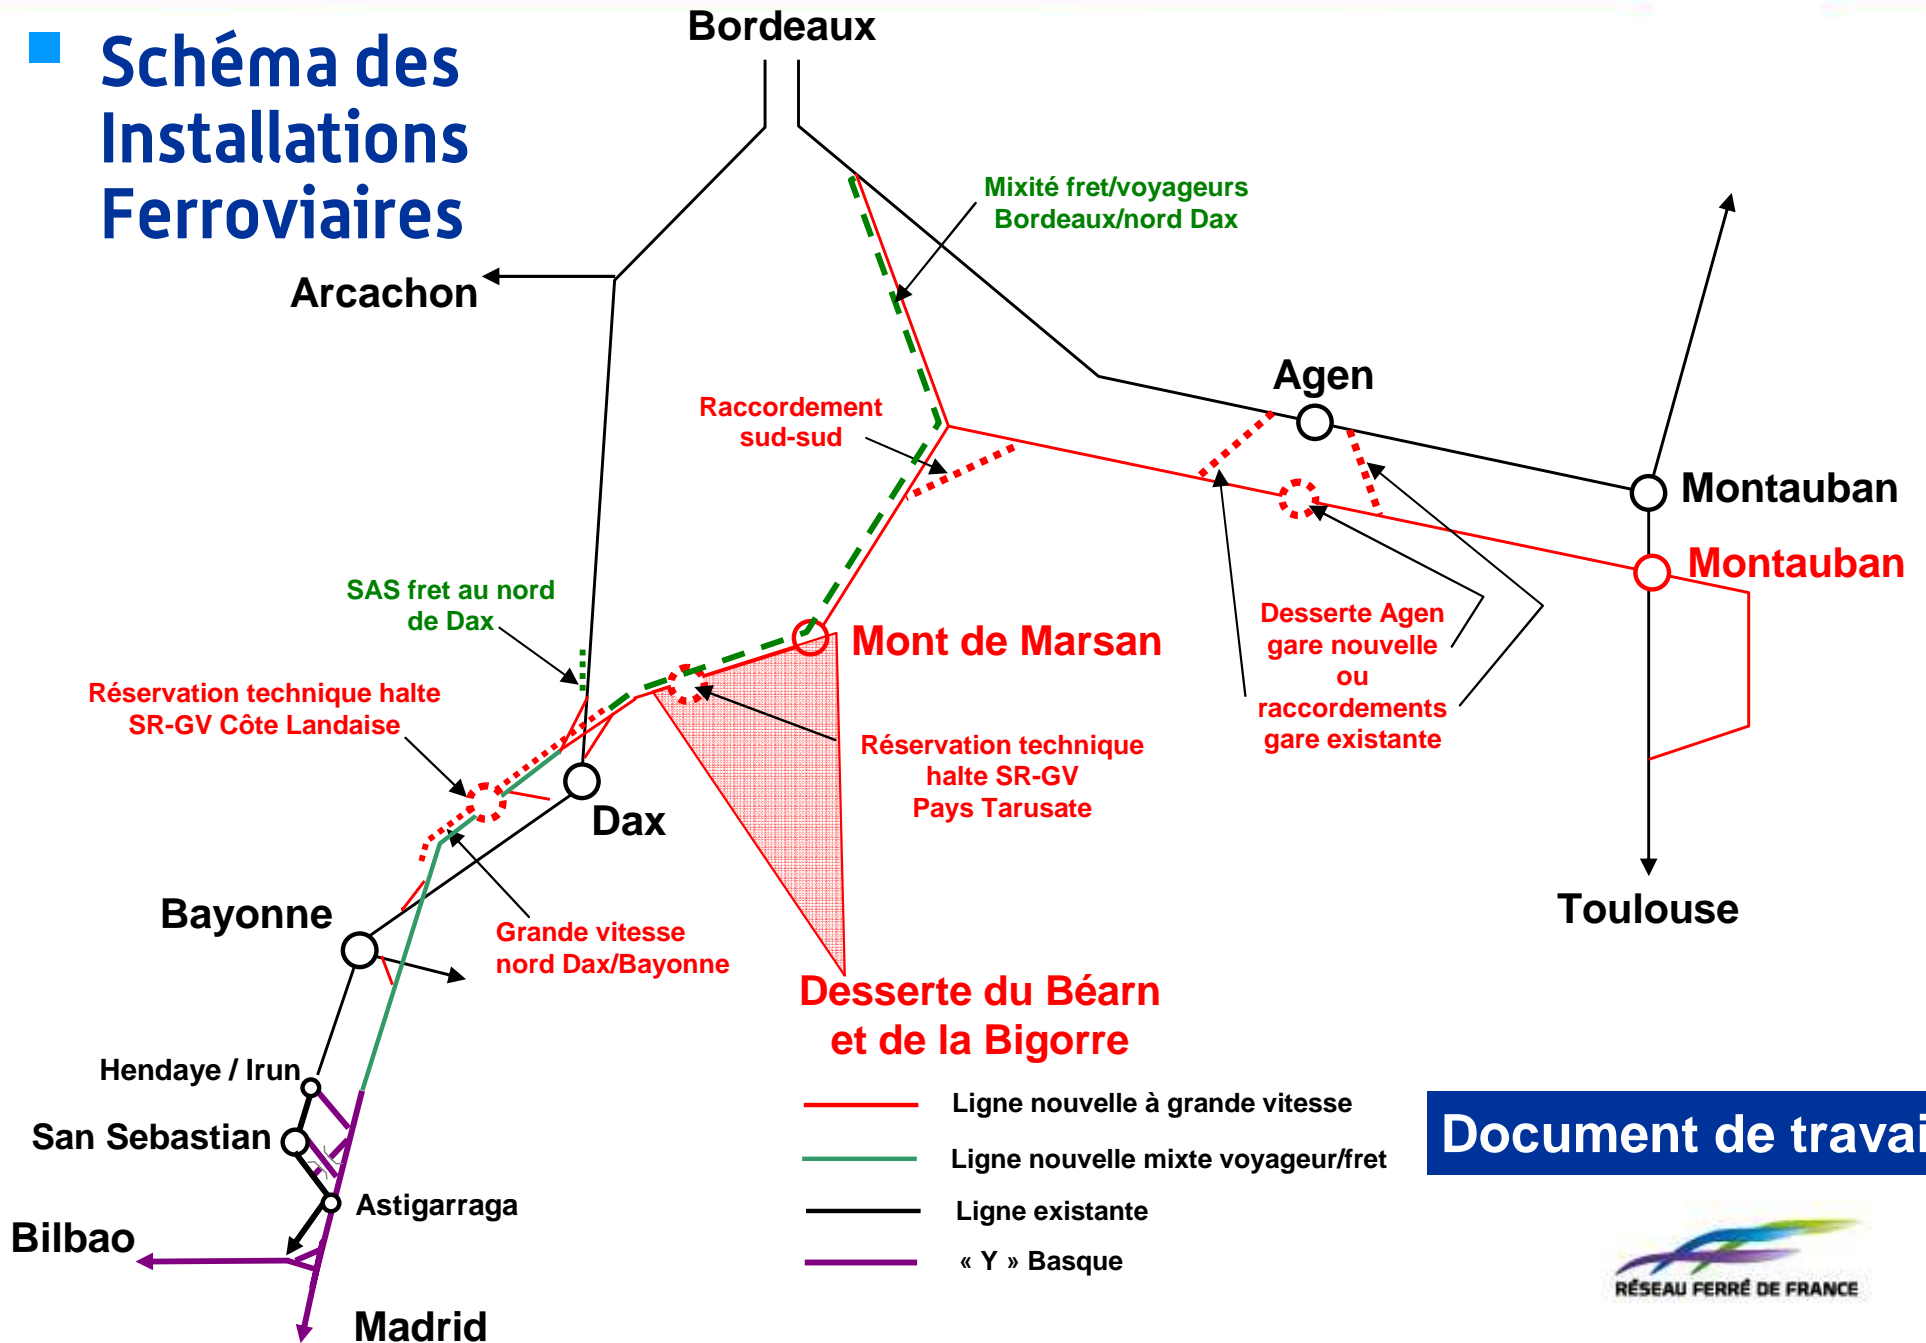 Schéma des
Installations
Ferroviaires
Bordeaux
Mixité fret/voyageurs
Bordeaux/nord Dax
Arcachon
Agen
Raccordement
sud-sud
Montauban
Montauban
SAS fret au nord
de Dax
Mont de Marsan
Desserte Agen
gare nouvelle
ou
raccordements
gare existante
Réservation technique halte
SR-GV Côte Landaise
Réservation technique
halte SR-GV
Pays Tarusate
Dax
Bayonne
Toulouse
Grande vitesse
nord Dax/Bayonne
Desserte du Béarn
et de la Bigorre
Hendaye / Irun
San Sebastian
Astigarraga
Bilbao
Madrid
Ligne nouvelle à grande vitesse
Ligne nouvelle mixte voyageur/fret
Ligne existante
« Y » Basque
Document de travai
RÉSEAU FERRÉ DE FRANCE